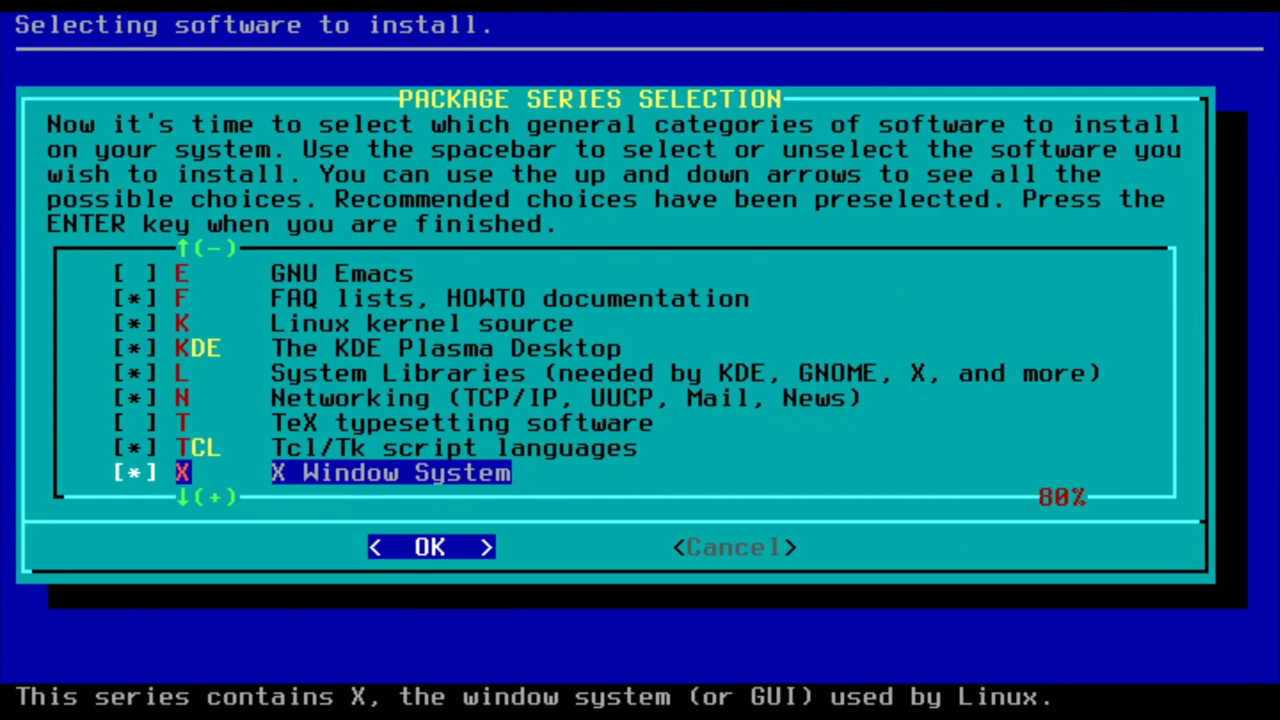 Selecting software to install.
PACKAGE SERIES SELECTION
Now it's time to select which general categories of software to install
on your system. Use the spacebar to select or unselect the software you
wish to install. You can use the up and down arrows to see all the
possible choices. Recommended choices have been preselected. Press the
ENTER key when you are finished.
↑(-)
[ ] E GNU Emacs
[*] F FAQ lists, HOWTO documentation
[*] K Linux kernel source
[*] KDE The KDE Plasma Desktop
[*] L System Libraries (needed by KDE, GNOME, X, and more)
[*] N Networking (TCP/IP, UUCP, Mail, News)
[ ] T TeX typesetting software
[*] TCL Tcl/Tk script languages
[*] X X Window System
↓(+) 80%
< OK > <Cancel>
This series contains X, the window system (or GUI) used by Linux.